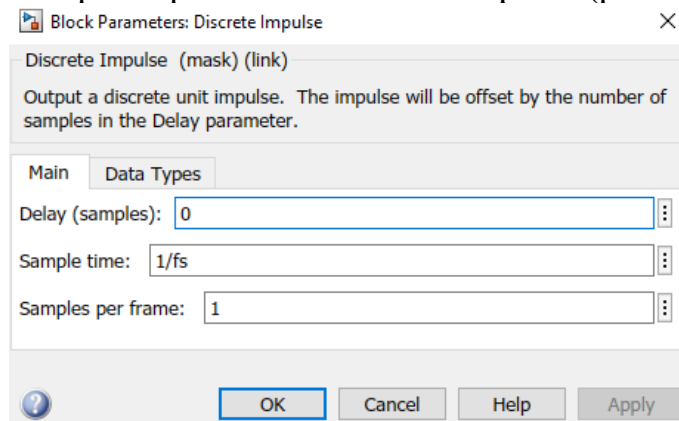 Block Parameters: Discrete Impulse
Discrete Impulse (mask) (link)
Output a discrete unit impulse. The impulse will be offset by the number of
samples in the Delay parameter.
Main Data Types
Delay (samples): 0
Sample time: 1/fs
Samples per frame: 1
OK Cancel Help Apply